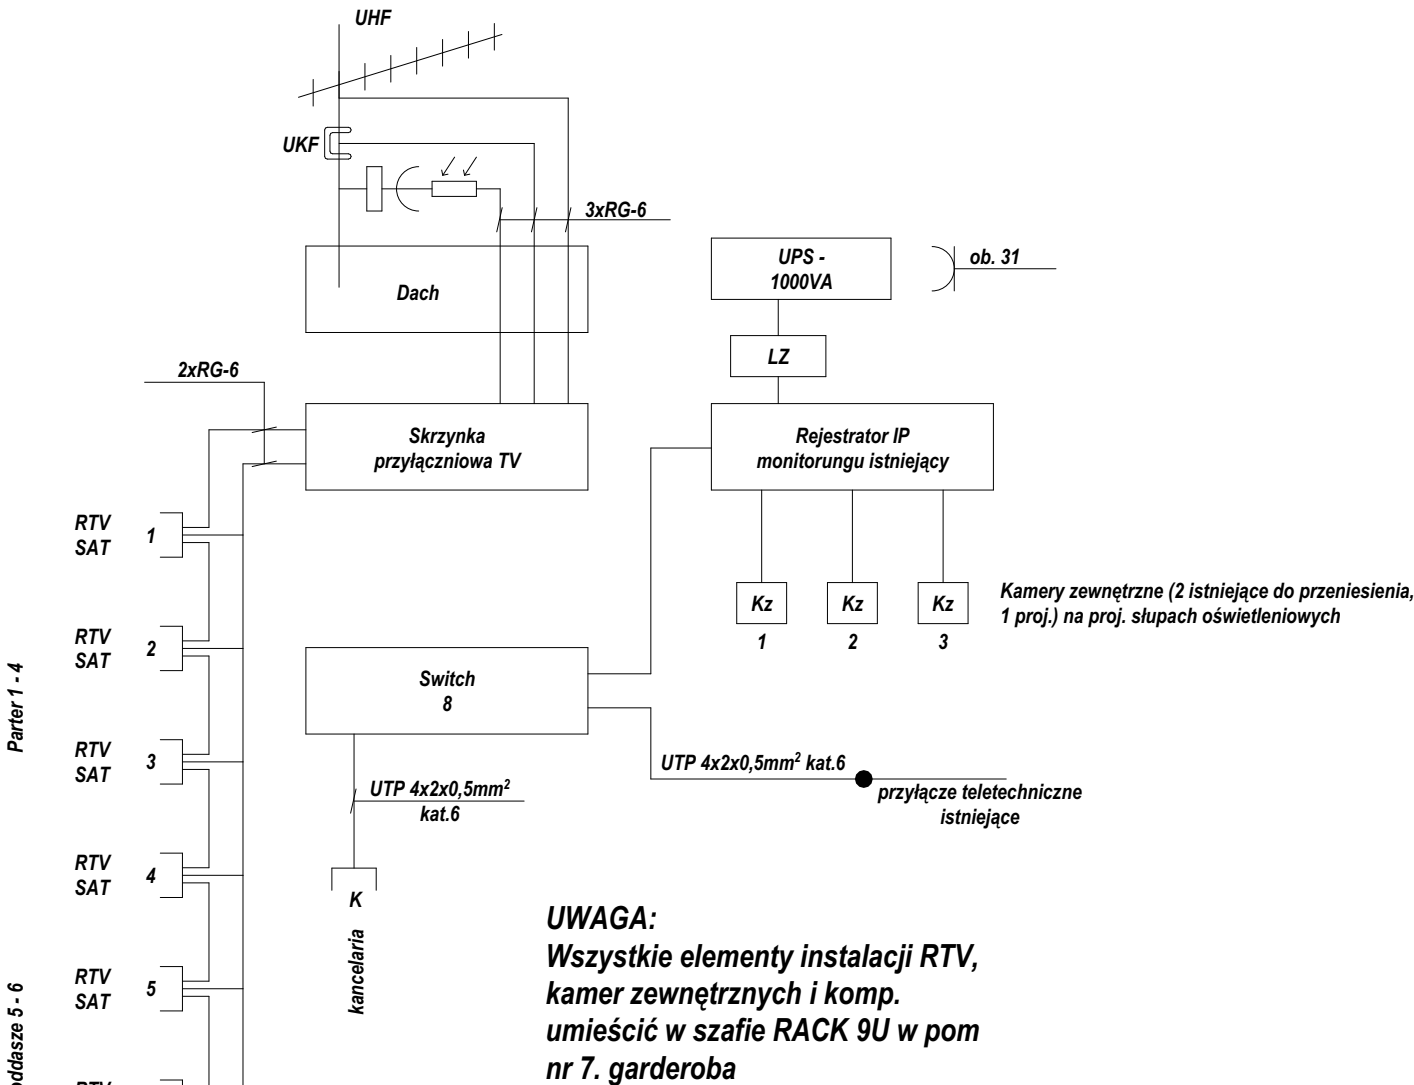 UHF
UKF
3xRG-6
Dach
UPS -
1000VA
ob. 31
LZ
2xRG-6
Skrzynka
przyłączniowa TV
Rejestrator IP
monitorungu istniejący
RTV
SAT
1
Kz
1
Kz
2
Kz
3
Kamery zewnętrzne (2 istniejące do przeniesienia,
1 proj.) na proj. słupach oświetleniowych
RTV
SAT
2
Parter 1 - 4
Switch
8
RTV
SAT
3
UTP 4x2x0,5mm² kat.6
przyłącze teletechniczne
istniejące
UTP 4x2x0,5mm²
kat.6
RTV
SAT
4
K
kancelaria
RTV
SAT
5
UWAGA:
Wszystkie elementy instalacji RTV,
kamer zewnętrznych i komp.
umieścić w szafie RACK 9U w pom
nr 7. garderoba
oddasze 5 - 6
RTV